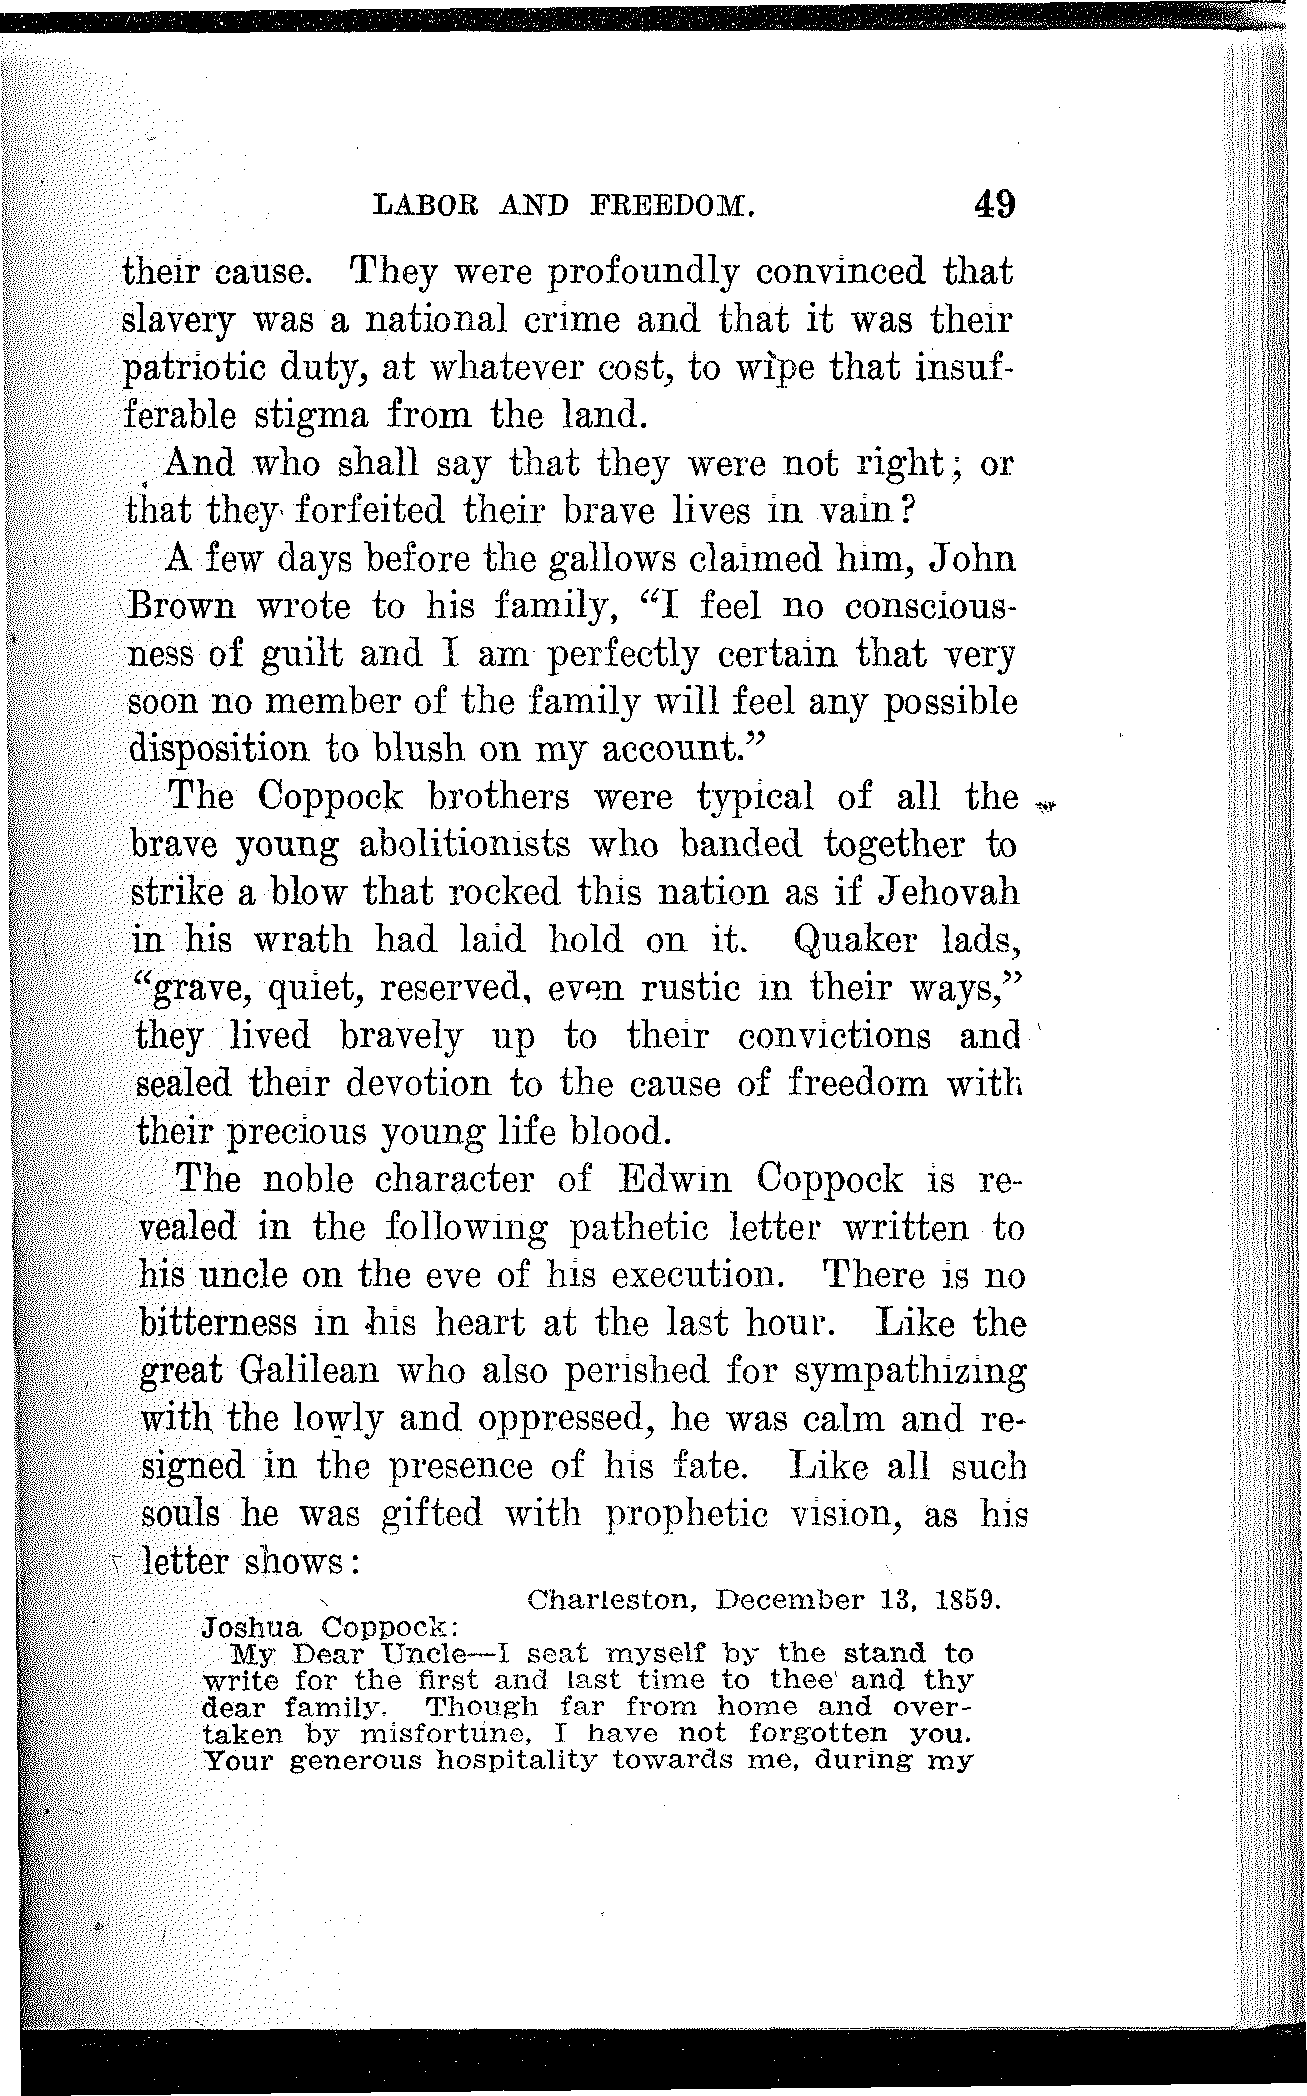 LABOR AND FREEDOM. 49
their cause. They were profoundly convinced that
slavery was a national crime and that it was their
patriotic duty, at whatever cost, to wipe that insuf-
ferable stigma from the land.
And who shall say that they were not right; or
that they forfeited their brave lives in vain?
A few days before the gallows claimed him, John
Brown wrote to his family, "I feel no conscious-
ness of guilt and I am perfectly certain that very
soon no member of the family will feel any possible
disposition to blush on my account."
The Coppock brothers were typical of all the
brave young abolitionists who banded together to
strike a blow that rocked this nation as if Jehovah
in his wrath had laid hold on it. Quaker lads,
"grave, quiet, reserved, even rustic in their ways,"
they lived bravely up to their convictions and
sealed their devotion to the cause of freedom with
their precious young life blood.
The noble character of Edwin Coppock is re-
vealed in the following pathetic letter written to
his uncle on the eve of his execution. There is no
bitterness in his heart at the last hour. Like the
great Galilean who also perished for sympathizing
with the lowly and oppressed, he was calm and re-
signed in the presence of his fate. Like all such
souls he was gifted with prophetic vision, as his
letter shows:
Charleston, December 13, 1859.
Joshua Coppock:
My Dear Uncle—I seat myself by the stand to
write for the first and last time to thee and thy
dear family. Though far from home and over-
taken by misfortune, I have not forgotten you.
Your generous hospitality towards me, during my